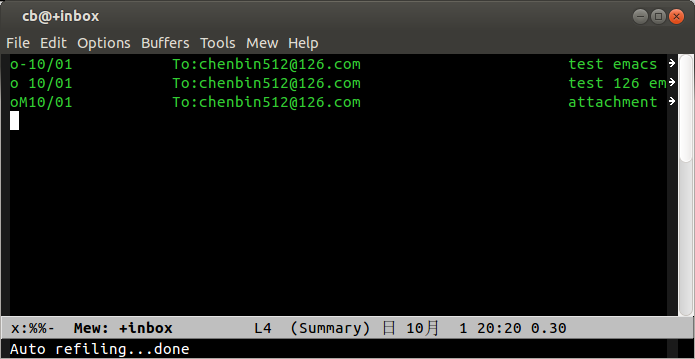 cb@+inbox
File Edit Options Buffers Tools Mew Help
o-10/01 To:chenbin512@126.com test emacs
o 10/01 To:chenbin512@126.com test 126 em
oM10/01 To:chenbin512@126.com attachment
x:%%- Mew: +inbox L4 (Summary) 日 10月 1 20:20 0.30
Auto refiling...done